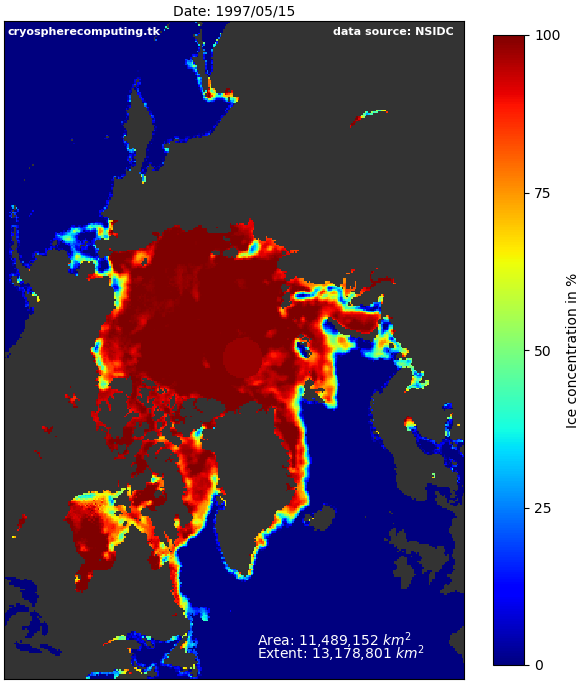 Date: 1997/05/15
cryospherecomputing.tk
data source: NSIDC
100
75
50
25
0
Ice concentration in %
Area: 11,489,152 km²
Extent: 13,178,801 km²